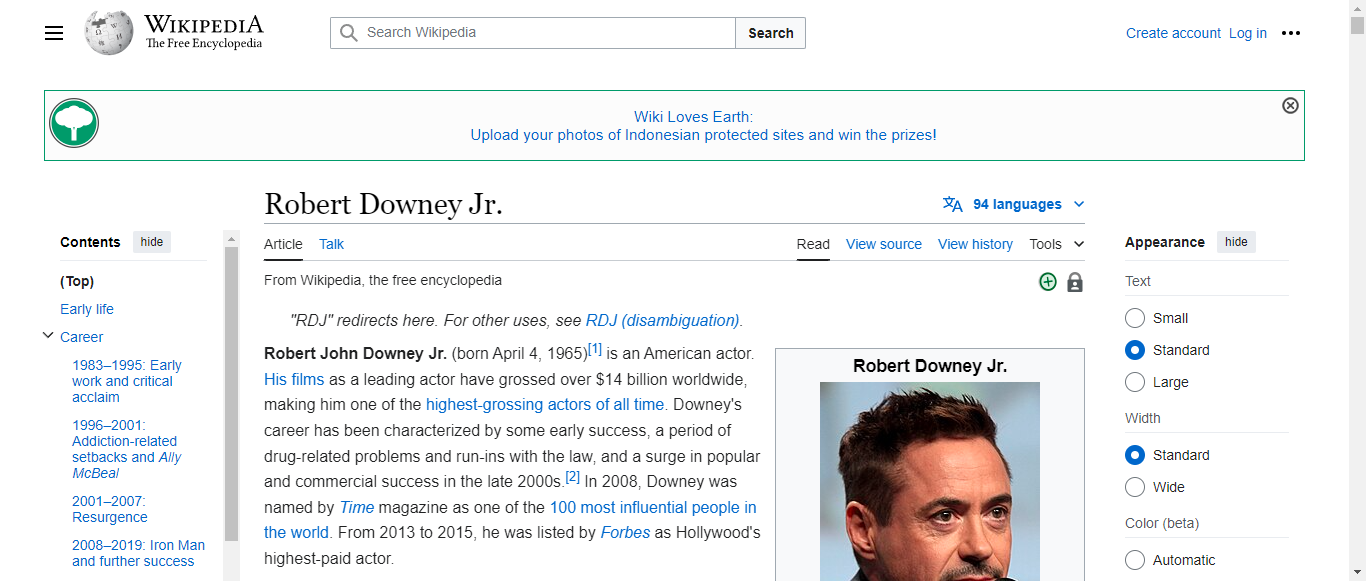 WIKIPEDIA
The Free Encyclopedia
Search Wikipedia
Search
Create account Log in
Wiki Loves Earth:
Upload your photos of Indonesian protected sites and win the prizes!
Robert Downey Jr.
94 languages
Contents hide
(Top)
Early life
Career
1983–1995: Early
work and critical
acclaim
1996–2001:
Addiction-related
setbacks and Ally
McBeal
2001–2007:
Resurgence
2008–2019: Iron Man
and further success
Article Talk
Read View source View history Tools
From Wikipedia, the free encyclopedia
"RDJ" redirects here. For other uses, see RDJ (disambiguation).
Robert John Downey Jr. (born April 4, 1965)[1] is an American actor.
His films as a leading actor have grossed over $14 billion worldwide,
making him one of the highest-grossing actors of all time. Downey's
career has been characterized by some early success, a period of
drug-related problems and run-ins with the law, and a surge in popular
and commercial success in the late 2000s.[2] In 2008, Downey was
named by Time magazine as one of the 100 most influential people in
the world. From 2013 to 2015, he was listed by Forbes as Hollywood's
highest-paid actor.
Robert Downey Jr.
Appearance hide
Text
Small
Standard
Large
Width
Standard
Wide
Color (beta)
Automatic